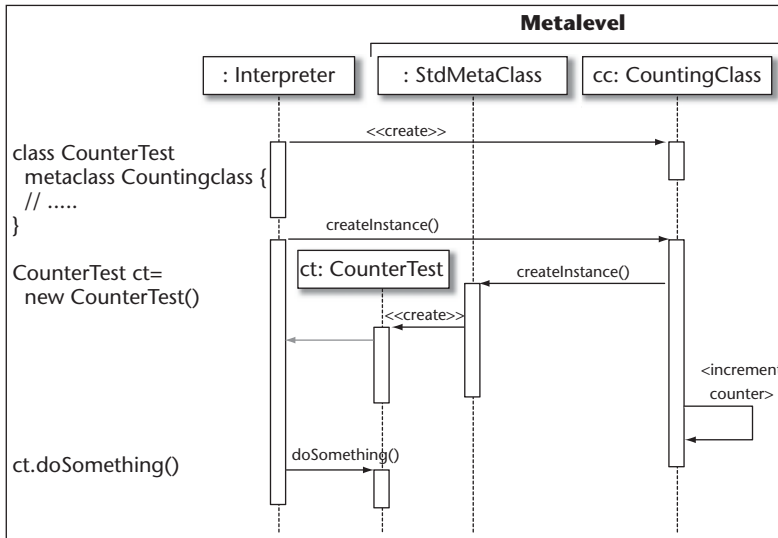 Metalevel
: Interpreter
: StdMetaClass
cc: CountingClass
<<create>>
class CounterTest
metaclass Countingclass {
// .....
}
createInstance()
ct: CounterTest
createInstance()
CounterTest ct=
new CounterTest()
<<create>>
<increment
counter>
ct.doSomething()
doSomething()